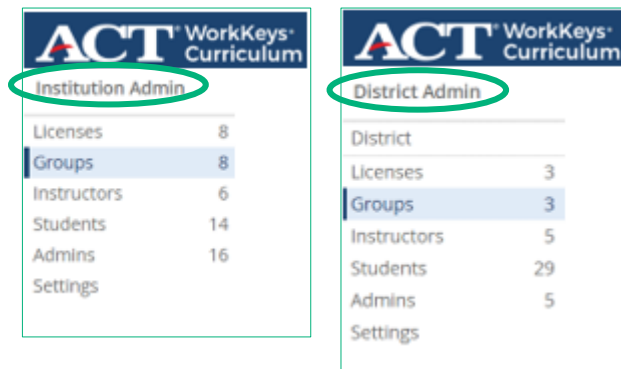 ACT® WorkKeys®
Curriculum
Institution Admin
Licenses 8
Groups 8
Instructors 6
Students 14
Admins 16
Settings
ACT® WorkKeys®
Curriculum
District Admin
District
Licenses 3
Groups 3
Instructors 5
Students 29
Admins 5
Settings